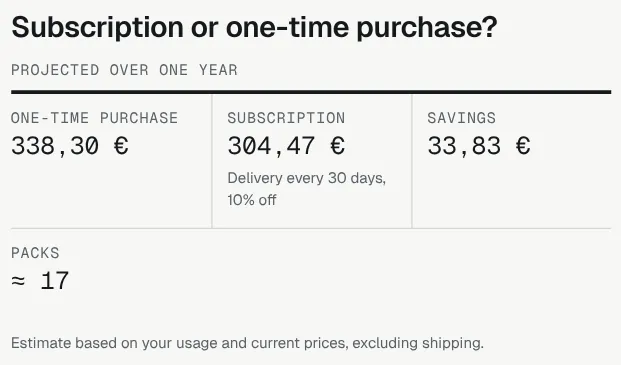 Subscription or one-time purchase?
PROJECTED OVER ONE YEAR
ONE-TIME PURCHASE
338,30 €
SUBSCRIPTION
304,47 €
Delivery every 30 days,
10% off
SAVINGS
33,83 €
PACKS
≈ 17
Estimate based on your usage and current prices, excluding shipping.